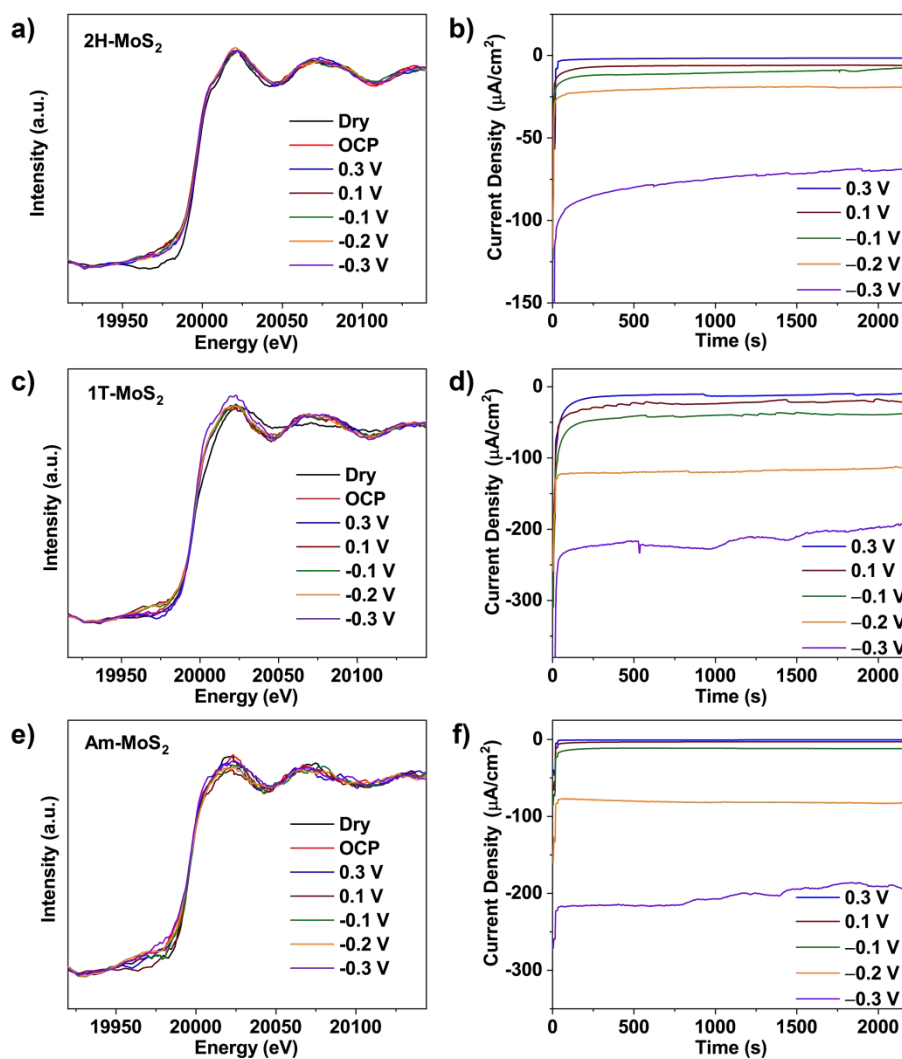 a)
2H-MoS₂
Intensity (a.u.)
Dry
OCP
0.3 V
0.1 V
-0.1 V
-0.2 V
-0.3 V
19950 20000 20050 20100
Energy (eV)
b)
Current Density (μA/cm²)
0
-50
-100
-150
0.3 V
0.1 V
–0.1 V
–0.2 V
–0.3 V
0 500 1000 1500 2000
Time (s)
c)
1T-MoS₂
Intensity (a.u.)
Dry
OCP
0.3 V
0.1 V
-0.1 V
-0.2 V
-0.3 V
19950 20000 20050 20100
Energy (eV)
d)
Current Density (μA/cm²)
0
-100
-200
-300
0.3 V
0.1 V
–0.1 V
–0.2 V
–0.3 V
0 500 1000 1500 2000
Time (s)
e)
Am-MoS₂
Intensity (a.u.)
Dry
OCP
0.3 V
0.1 V
-0.1 V
-0.2 V
-0.3 V
19950 20000 20050 20100
Energy (eV)
f)
Current Density (μA/cm²)
0
-100
-200
-300
0.3 V
0.1 V
–0.1 V
–0.2 V
–0.3 V
0 500 1000 1500 2000
Time (s)